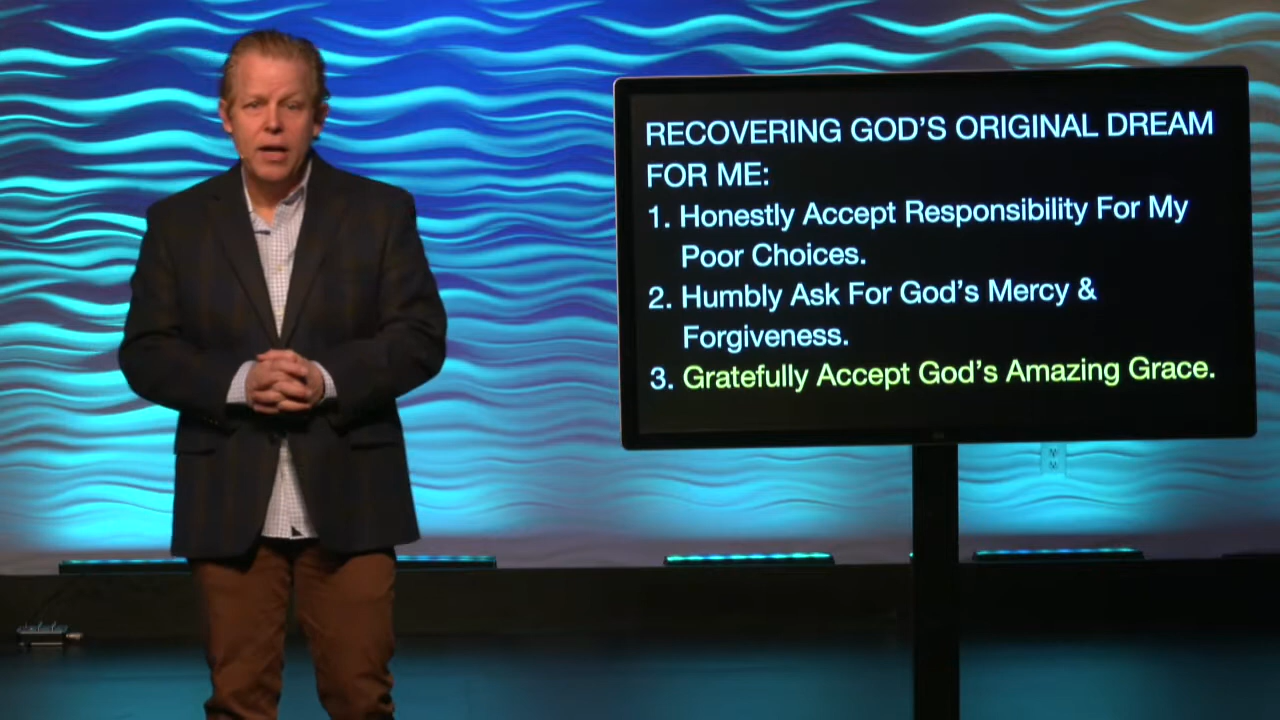 RECOVERING GOD'S ORIGINAL DREAM
FOR ME:
1. Honestly Accept Responsibility For My
Poor Choices.
2. Humbly Ask For God's Mercy &
Forgiveness.
3. Gratefully Accept God's Amazing Grace.